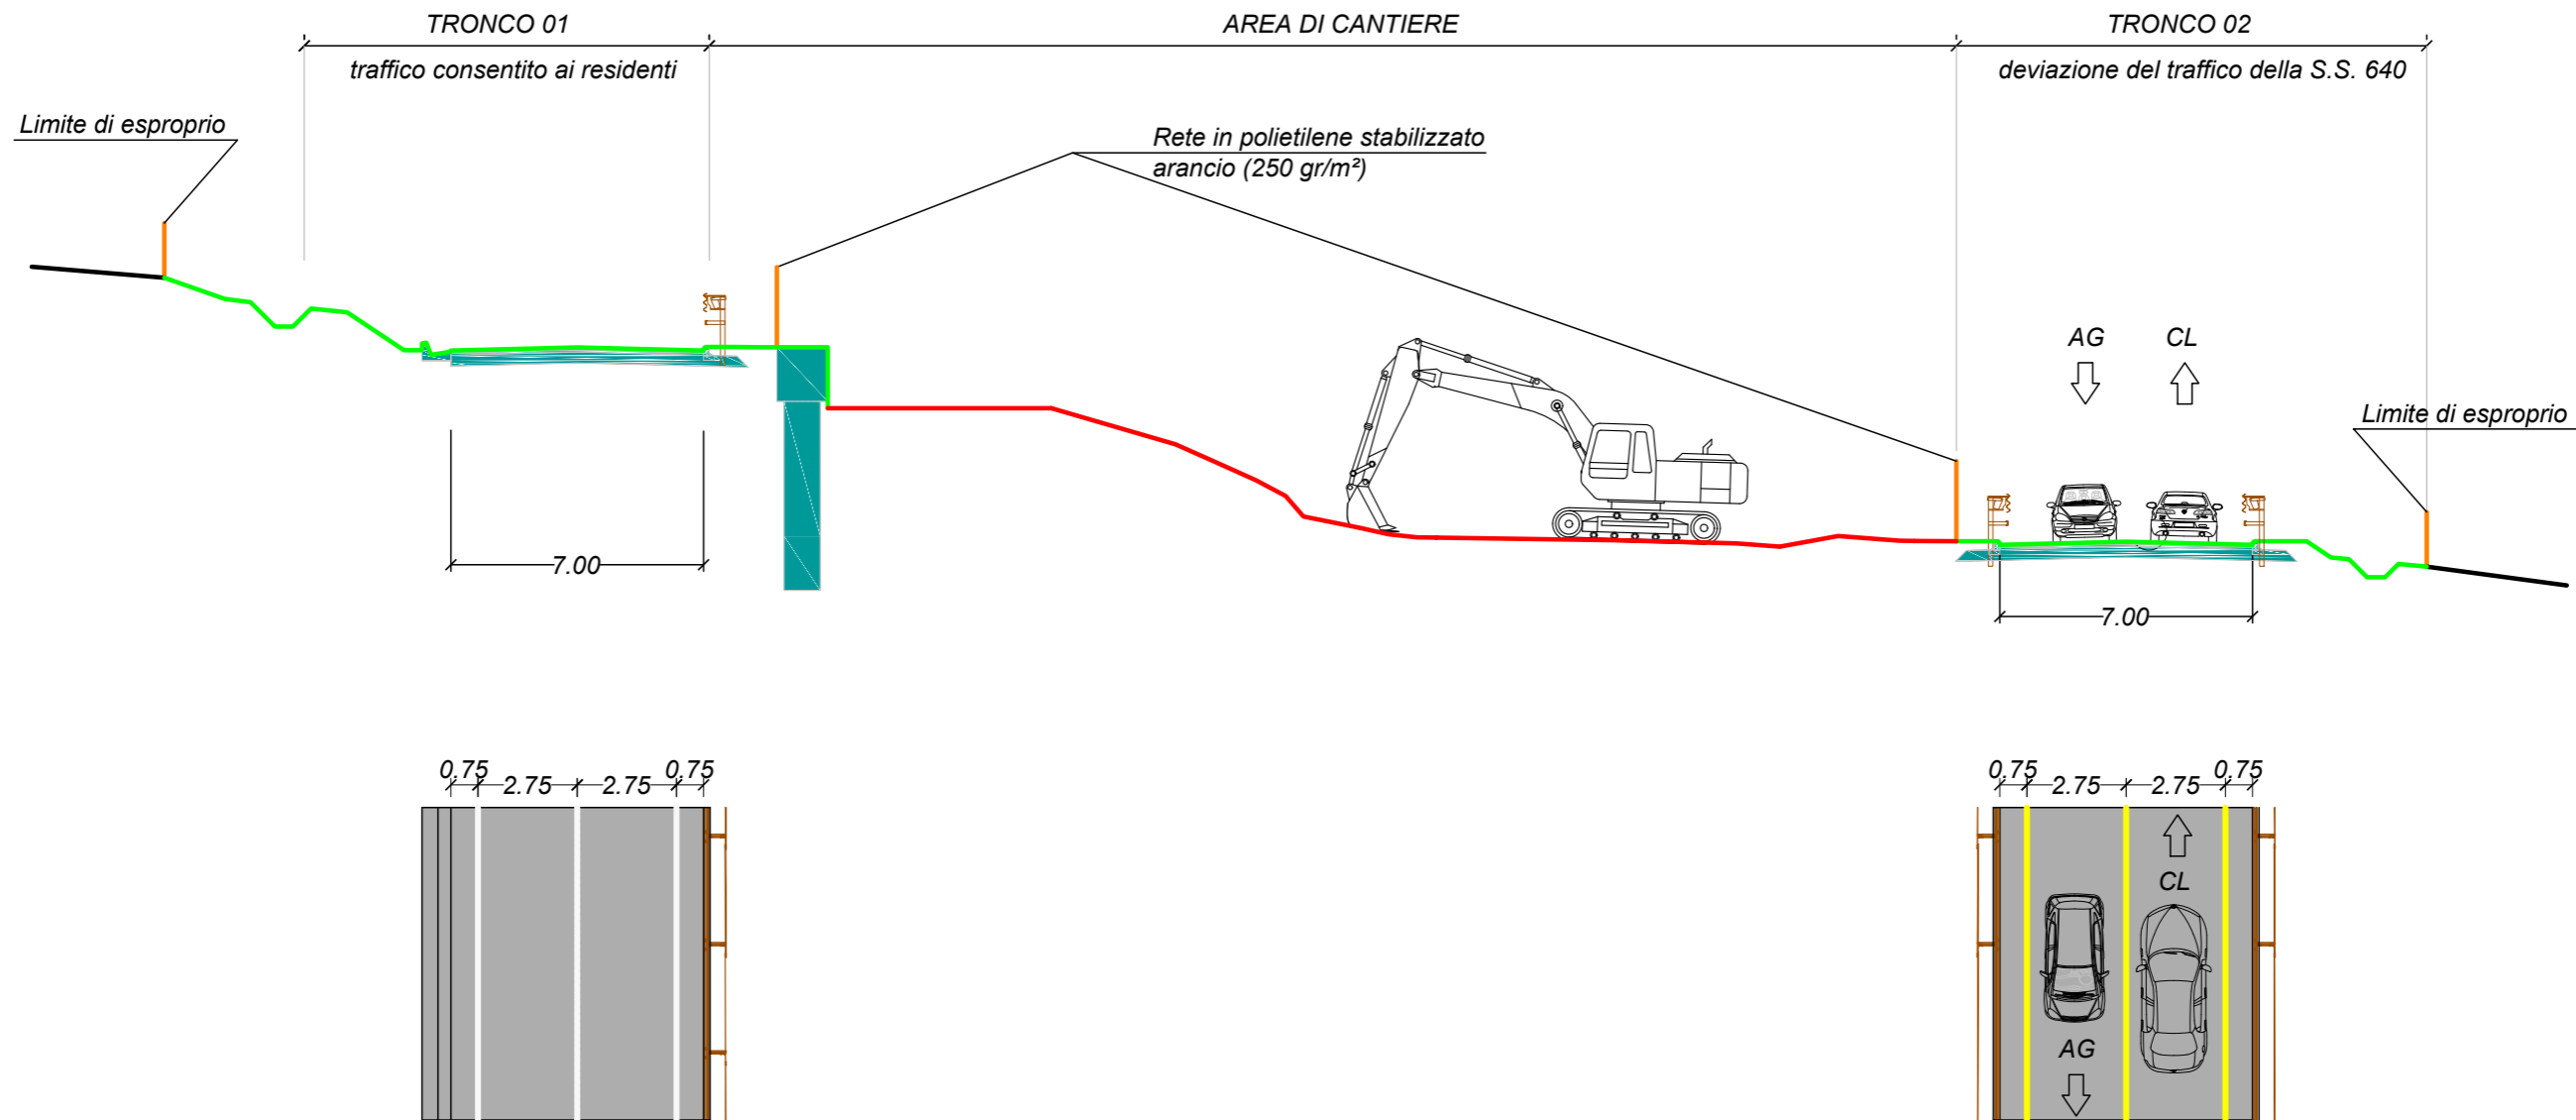 TRONCO 01
AREA DI CANTIERE
TRONCO 02
traffico consentito ai residenti
deviazione del traffico della S.S. 640
Limite di esproprio
Rete in polietilene stabilizzato
arancio (250 gr/m²)
AG
CL
Limite di esproprio
7.00
7.00
0.75
2.75
2.75
0.75
0.75
2.75
2.75
0.75
CL
AG